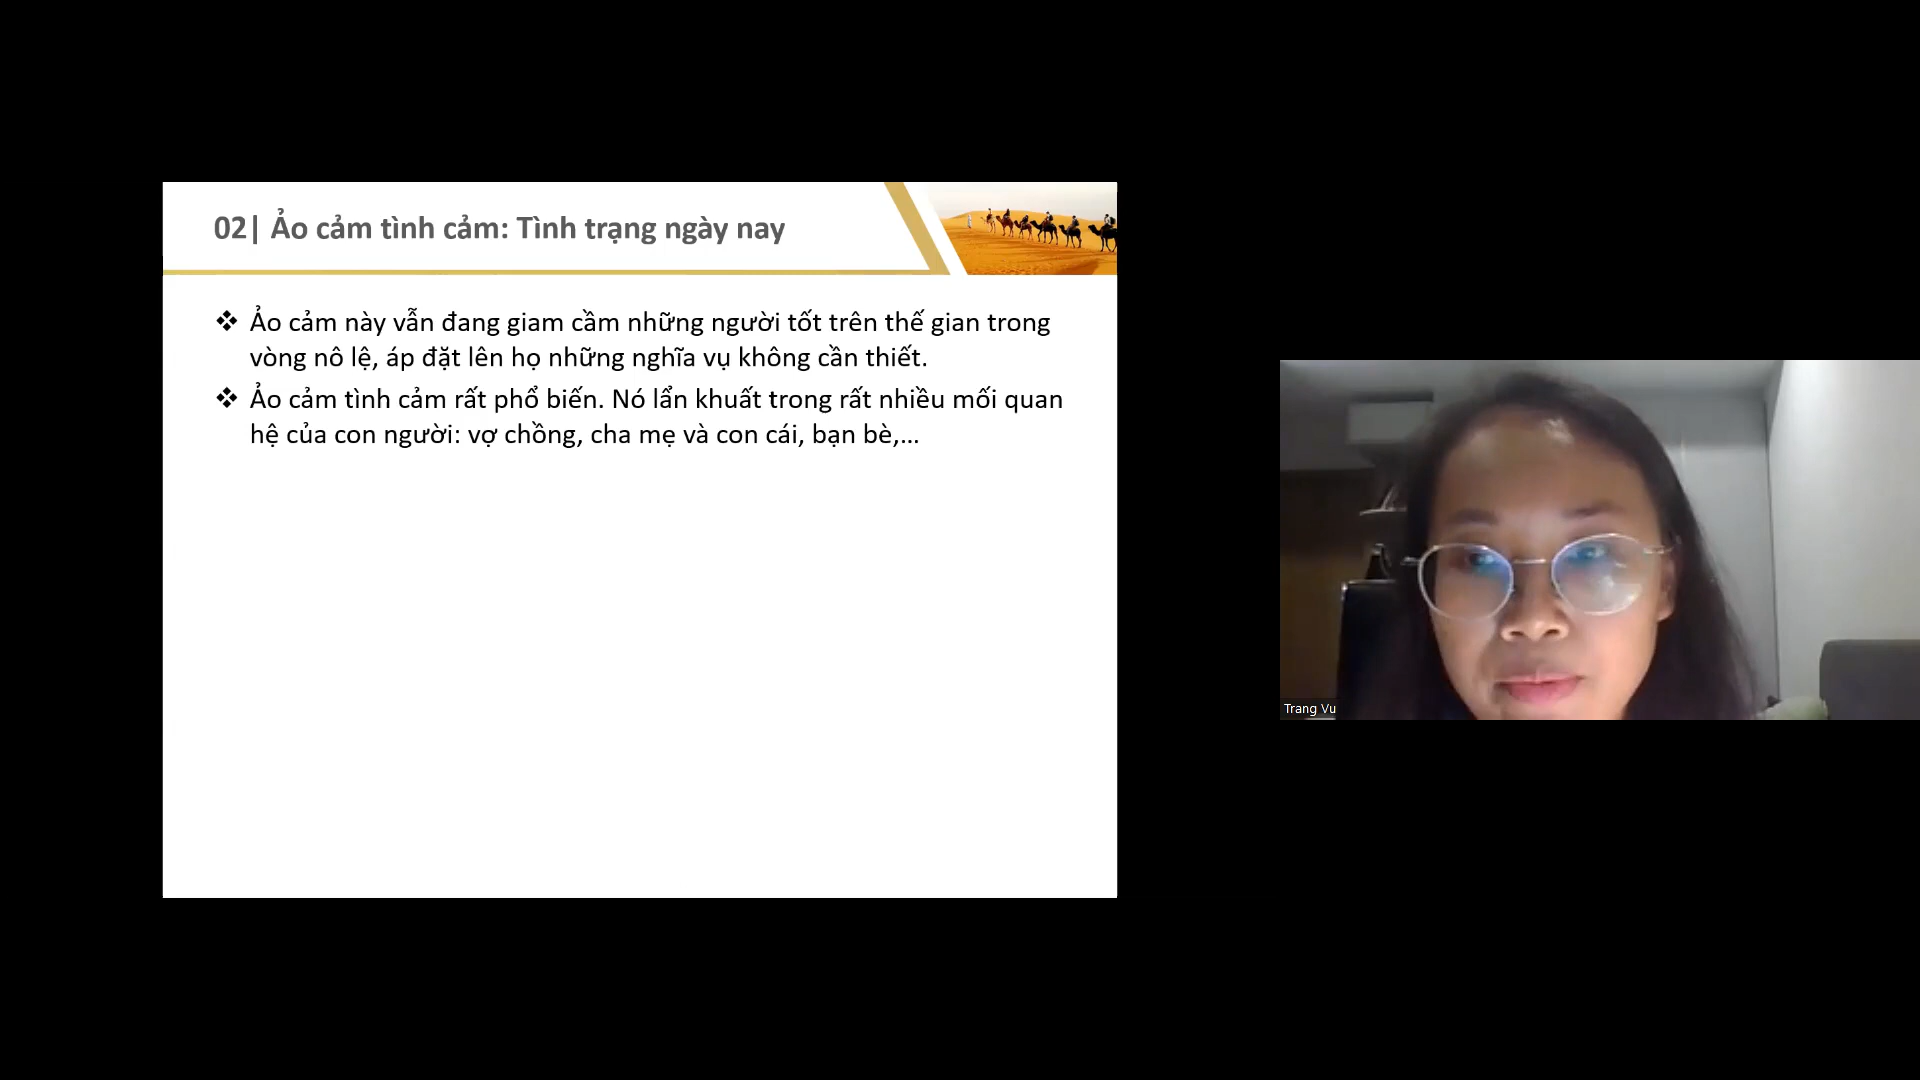 02| Ảo cảm tình cảm: Tình trạng ngày nay
❖ Ảo cảm này vẫn đang giam cầm những người tốt trên thế gian trong
vòng nô lệ, áp đặt lên họ những nghĩa vụ không cần thiết.
❖ Ảo cảm tình cảm rất phổ biến. Nó lẩn khuất trong rất nhiều mối quan
hệ của con người: vợ chồng, cha mẹ và con cái, bạn bè,...
Trang Vu